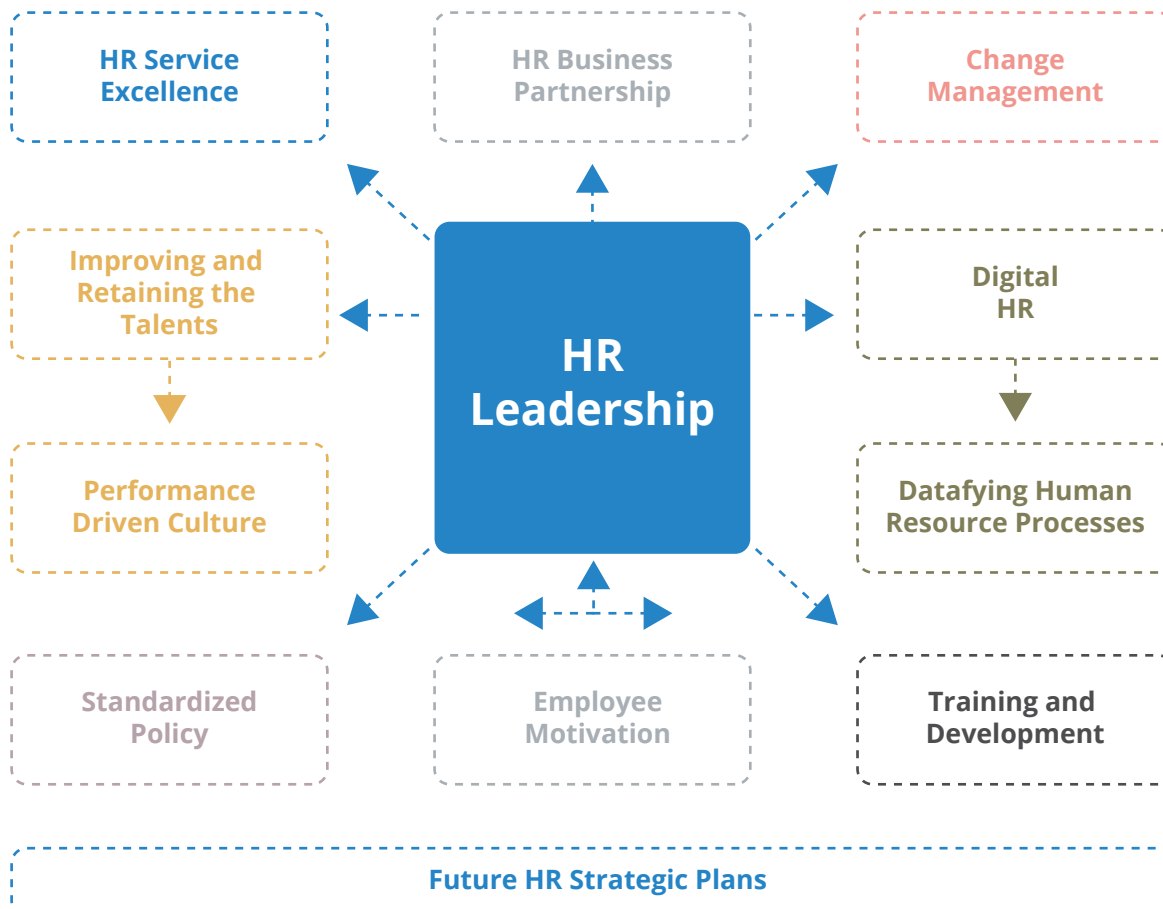 HR Service
Excellence
HR Business
Partnership
Change
Management
Improving and
Retaining the
Talents
HR
Leadership
Digital
HR
Performance
Driven Culture
Datafying Human
Resource Processes
Standardized
Policy
Employee
Motivation
Training and
Development
Future HR Strategic Plans